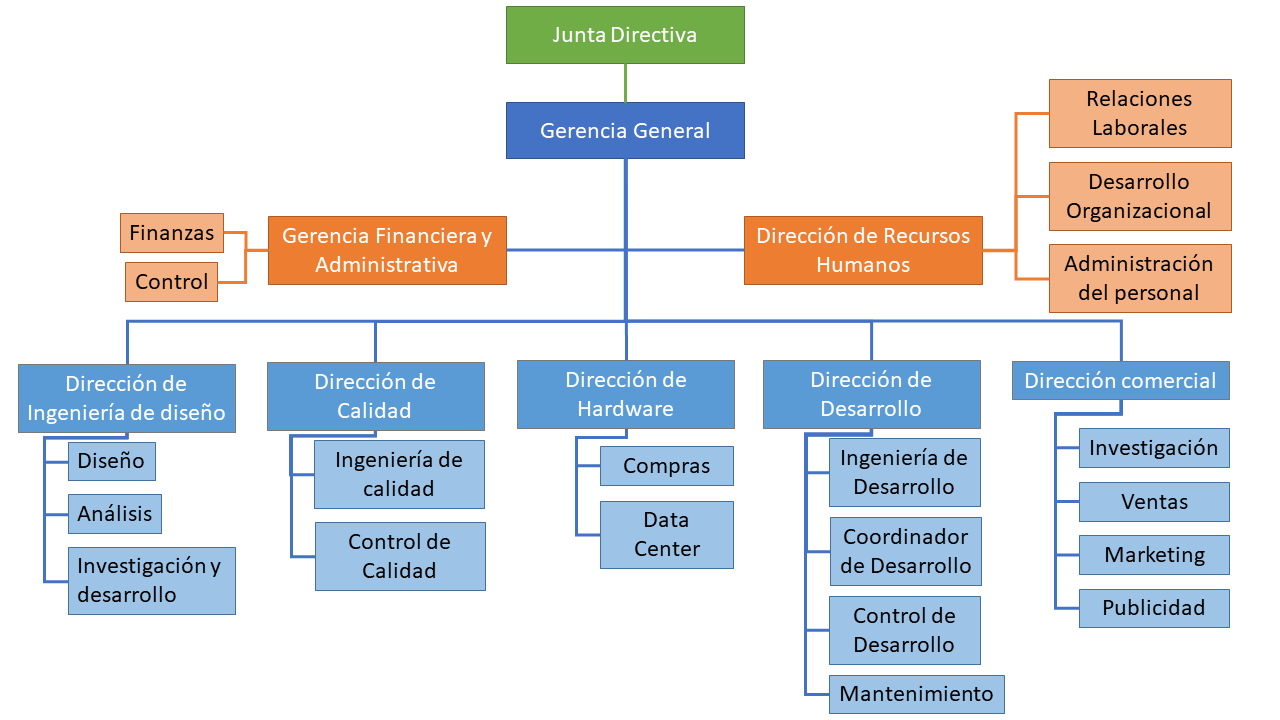 Junta Directiva
Gerencia General
Relaciones
Laborales
Desarrollo
Organizacional
Administración
del personal
Finanzas
Control
Gerencia Financiera y
Administrativa
Dirección de Recursos
Humanos
Dirección de
Ingeniería de diseño
Diseño
Análisis
Investigación y
desarrollo
Dirección de
Calidad
Ingeniería de
calidad
Control de
Calidad
Dirección de
Hardware
Compras
Data
Center
Dirección de
Desarrollo
Ingeniería de
Desarrollo
Coordinador
de Desarrollo
Control de
Desarrollo
Mantenimiento
Dirección comercial
Investigación
Ventas
Marketing
Publicidad